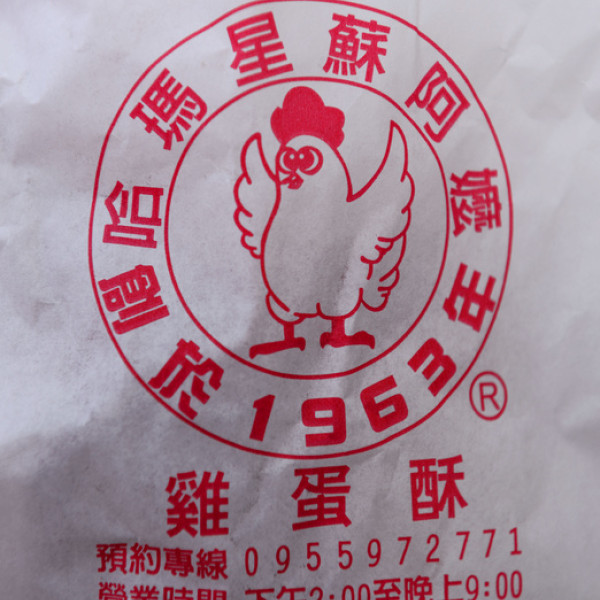 哈瑪星蘇阿嬤
創於1963年
®
雞蛋酥
預約專線 0955972771
營業時間 下午2:00至晚上9:00